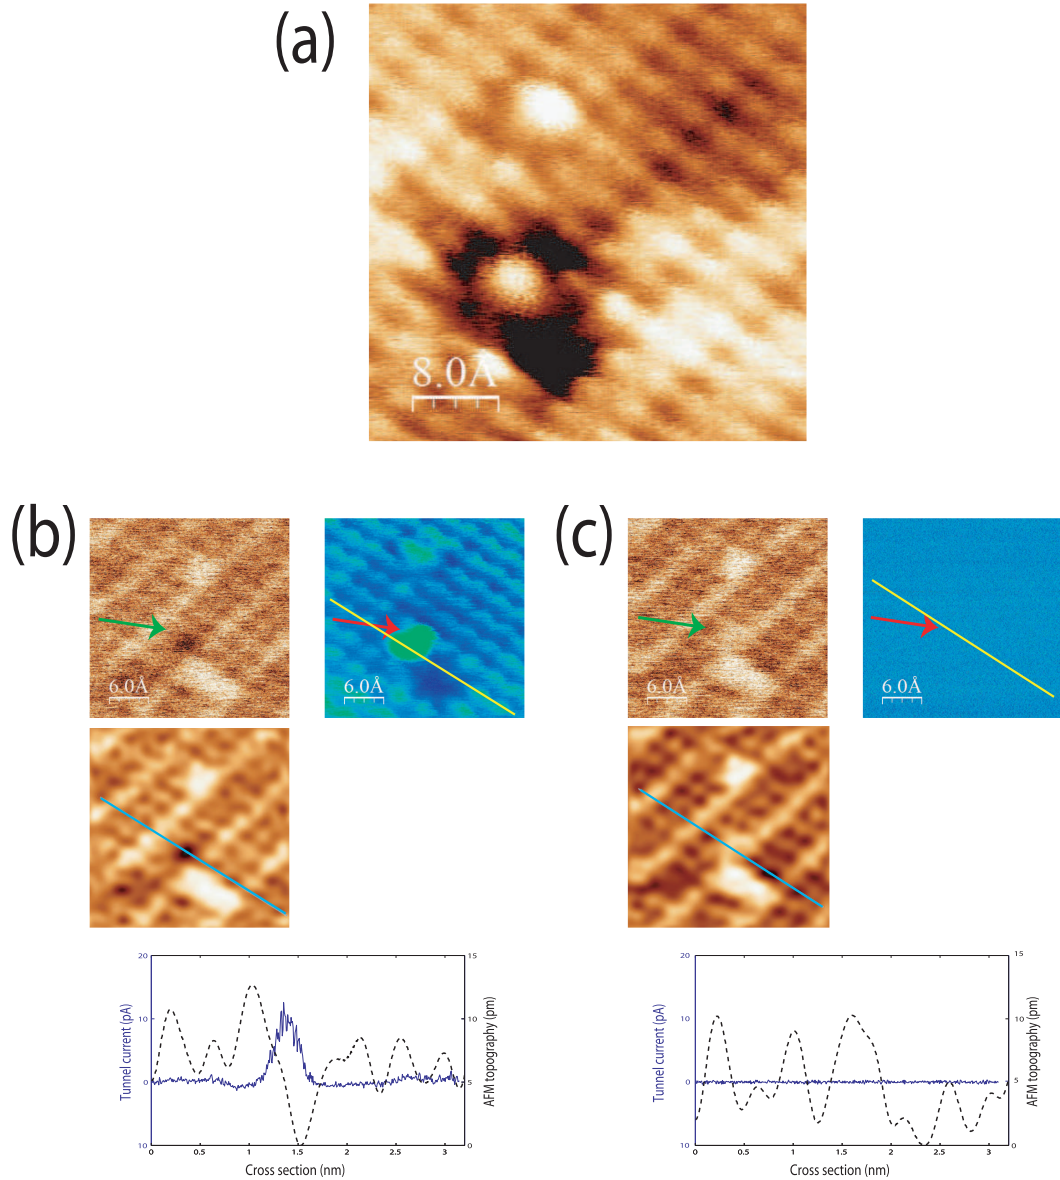 (a)
8.0Å
(b)
(c)
6.0Å
6.0Å
6.0Å
6.0Å
20
10
0
10
Tunnel current (pA)
15
10
5
0
AFM topography (pm)
0 0.5 1 1.5 2 2.5 3
Cross section (nm)
20
10
0
10
Tunnel current (pA)
15
10
5
0
AFM topography (pm)
0 0.5 1 1.5 2 2.5 3
Cross section (nm)